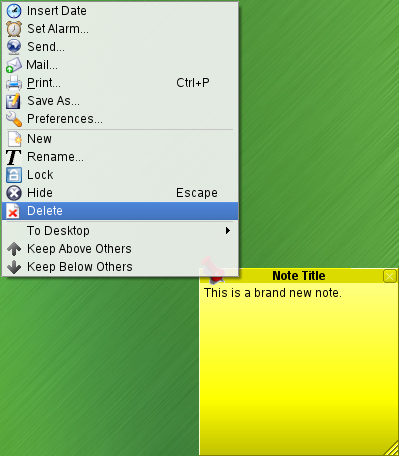 Insert Date
Set Alarm...
Send...
Mail...
Print... Ctrl+P
Save As...
Preferences...
New
Rename...
Lock
Hide Escape
Delete
To Desktop
Keep Above Others
Keep Below Others
Note Title
This is a brand new note.